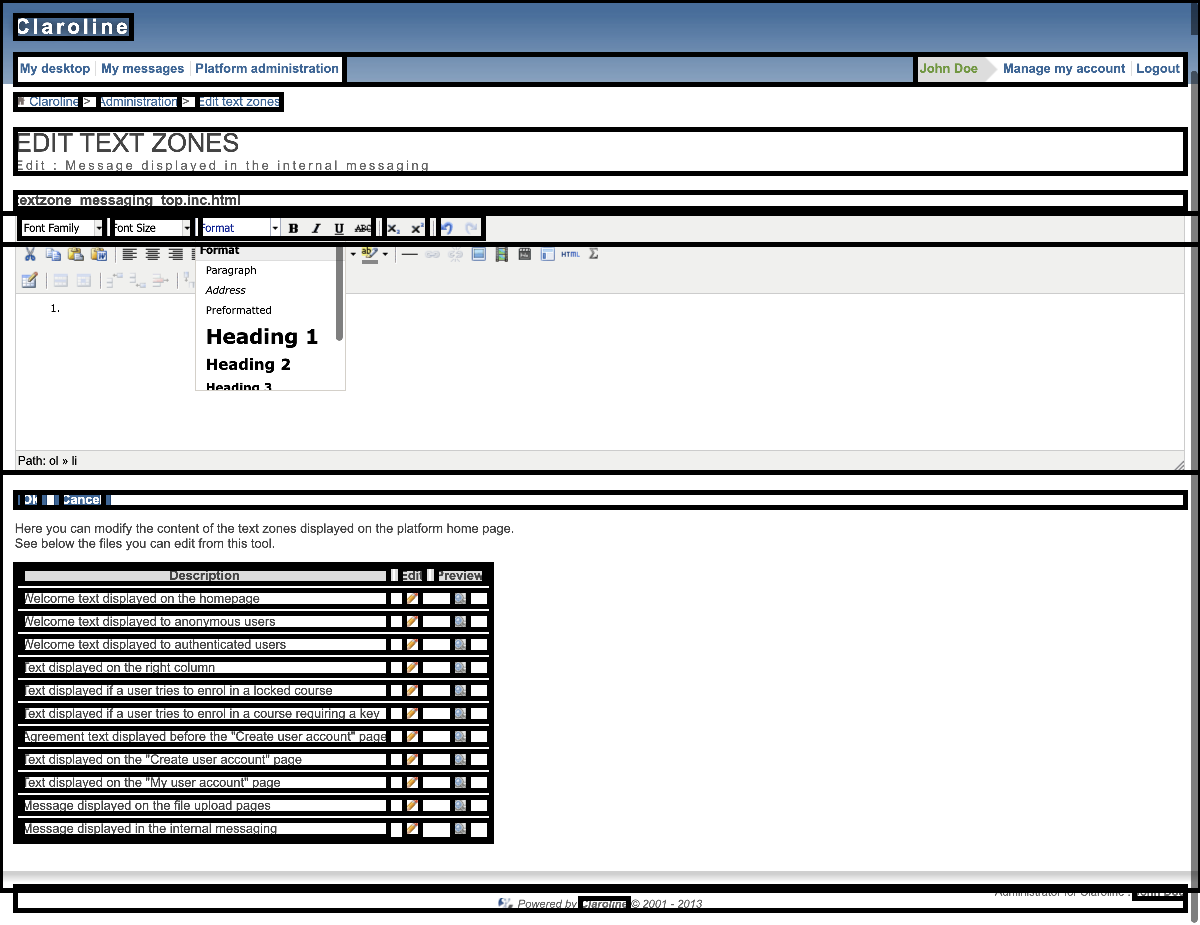 Claroline
My desktop My messages Platform administration John Doe Manage my account Logout
Claroline > Administration > Edit text zones
EDIT TEXT ZONES
Edit : Message displayed in the internal messaging
textzone_messaging_top.inc.html
Font Family Font Size Format B I U ABC x₂ x²
Format
HTML Σ
Paragraph
Address
Preformatted
1.
Heading 1
Heading 2
Heading 3
Path: ol » li
Ok Cancel
Here you can modify the content of the text zones displayed on the platform home page.
See below the files you can edit from this tool.
Description Edit Preview
Welcome text displayed on the homepage
Welcome text displayed to anonymous users
Welcome text displayed to authenticated users
Text displayed on the right column
Text displayed if a user tries to enrol in a locked course
Text displayed if a user tries to enrol in a course requiring a key
Agreement text displayed before the "Create user account" page
Text displayed on the "Create user account" page
Text displayed on the "My user account" page
Message displayed on the file upload pages
Message displayed in the internal messaging
Administrator for Claroline : John Doe
Powered by Claroline © 2001 - 2013